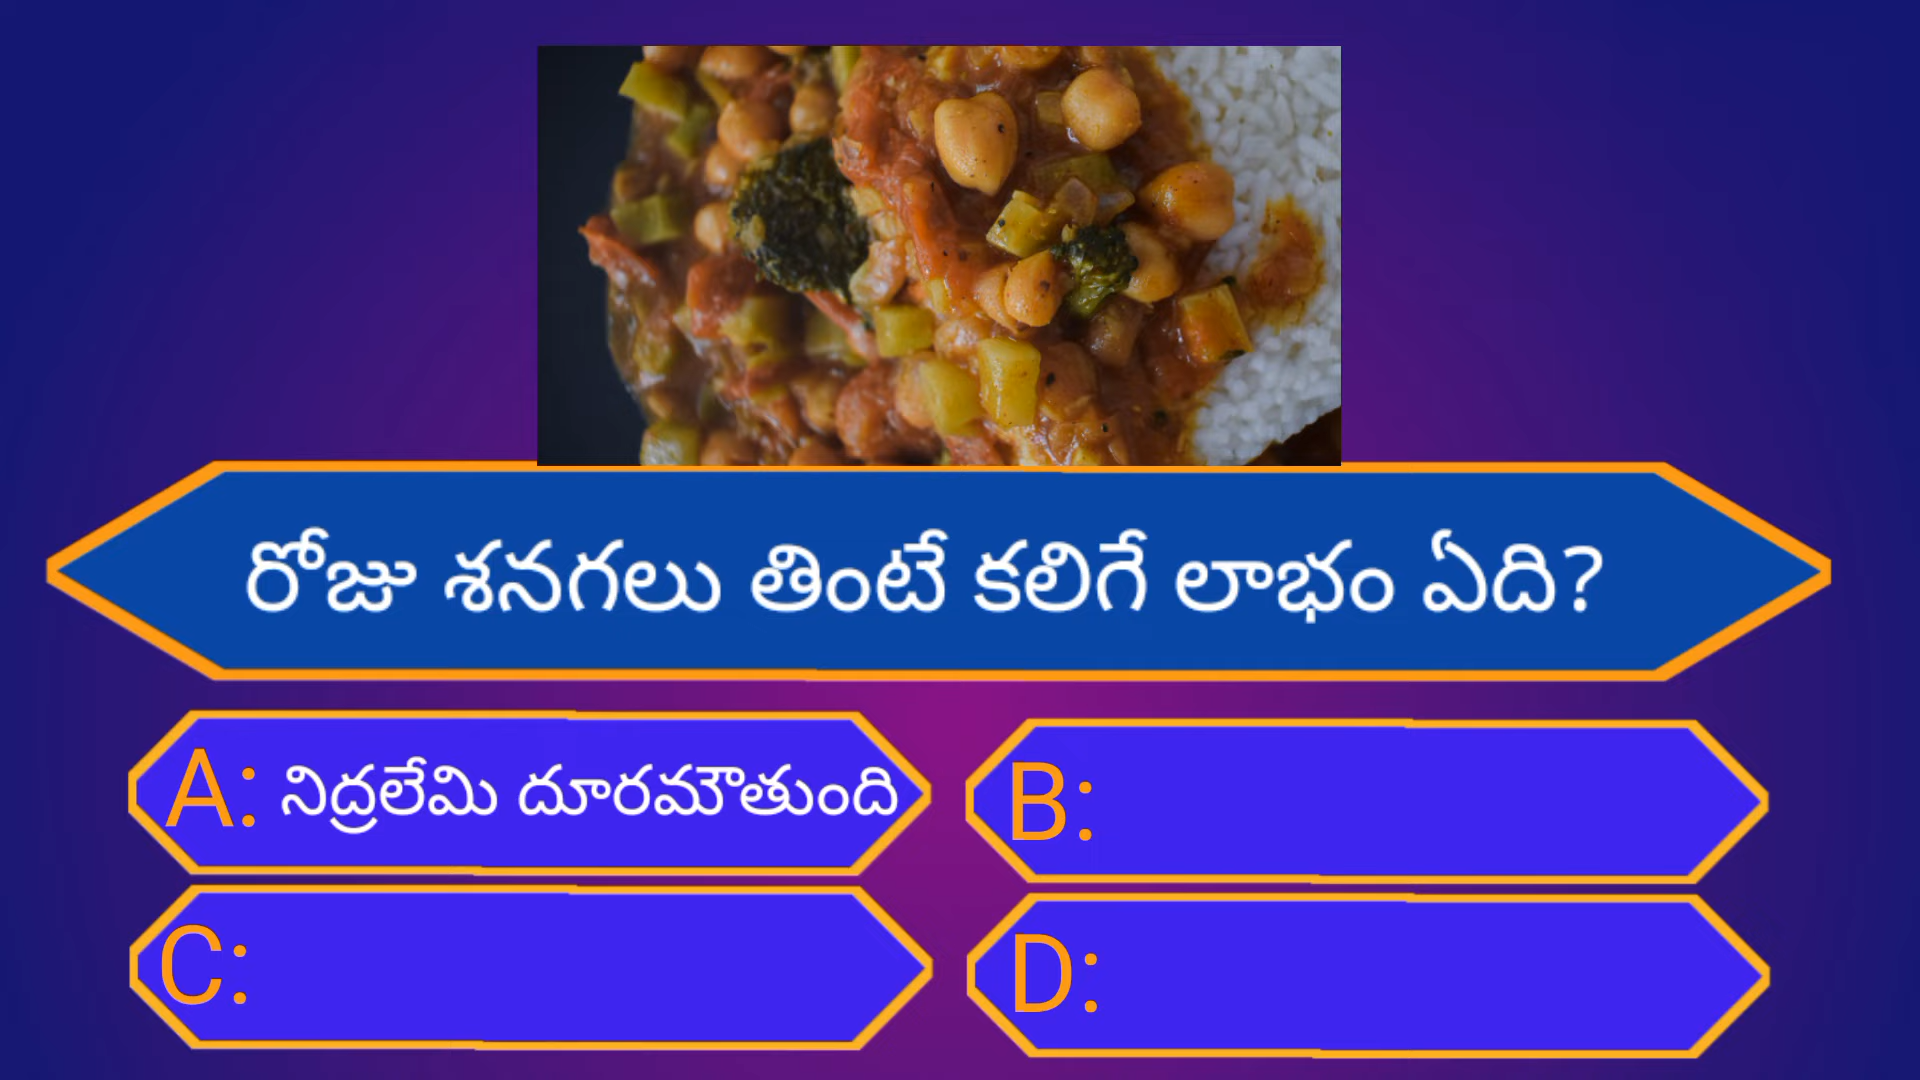 రోజు శనగలు తింటే కలిగే లాభం ఏది?
A: నిద్రలేమి దూరమౌతుంది
B:
C:
D: